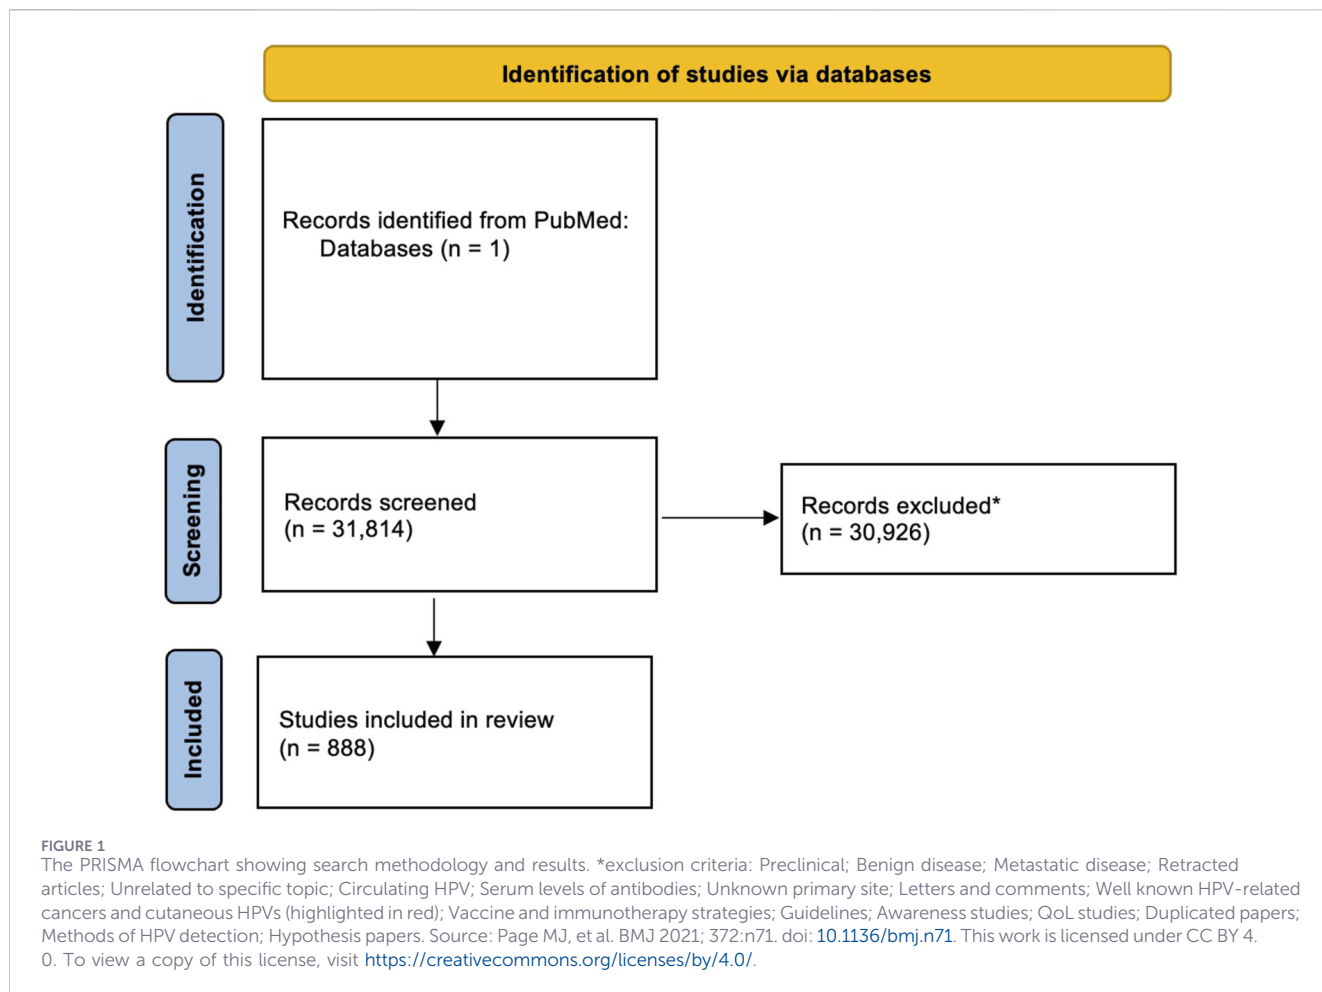 Identification of studies via databases
Identification
Records identified from PubMed:
Databases (n = 1)
Screening
Records screened
(n = 31,814)
Records excluded*
(n = 30,926)
Included
Studies included in review
(n = 888)
FIGURE 1
The PRISMA flowchart showing search methodology and results. *exclusion criteria: Preclinical; Benign disease; Metastatic disease; Retracted
articles; Unrelated to specific topic; Circulating HPV; Serum levels of antibodies; Unknown primary site; Letters and comments; Well known HPV-related
cancers and cutaneous HPVs (highlighted in red); Vaccine and immunotherapy strategies; Guidelines; Awareness studies; QoL studies; Duplicated papers;
Methods of HPV detection; Hypothesis papers. Source: Page MJ, et al. BMJ 2021; 372:n71. doi: 10.1136/bmj.n71. This work is licensed under CC BY 4.
0. To view a copy of this license, visit https://creativecommons.org/licenses/by/4.0/.